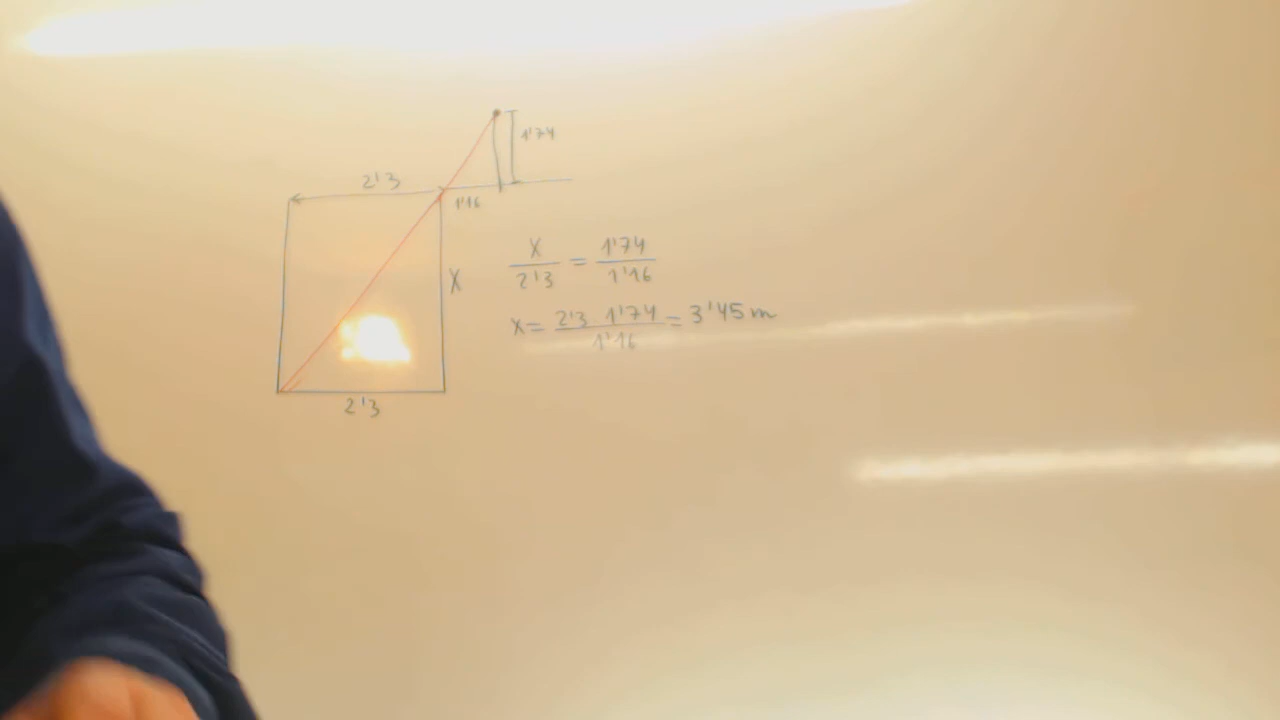 1'74
2'3
1'16
X
X/2'3 = 1'74/1'16
X = 2'3 1'74/1'16 = 3'45 m
2'3